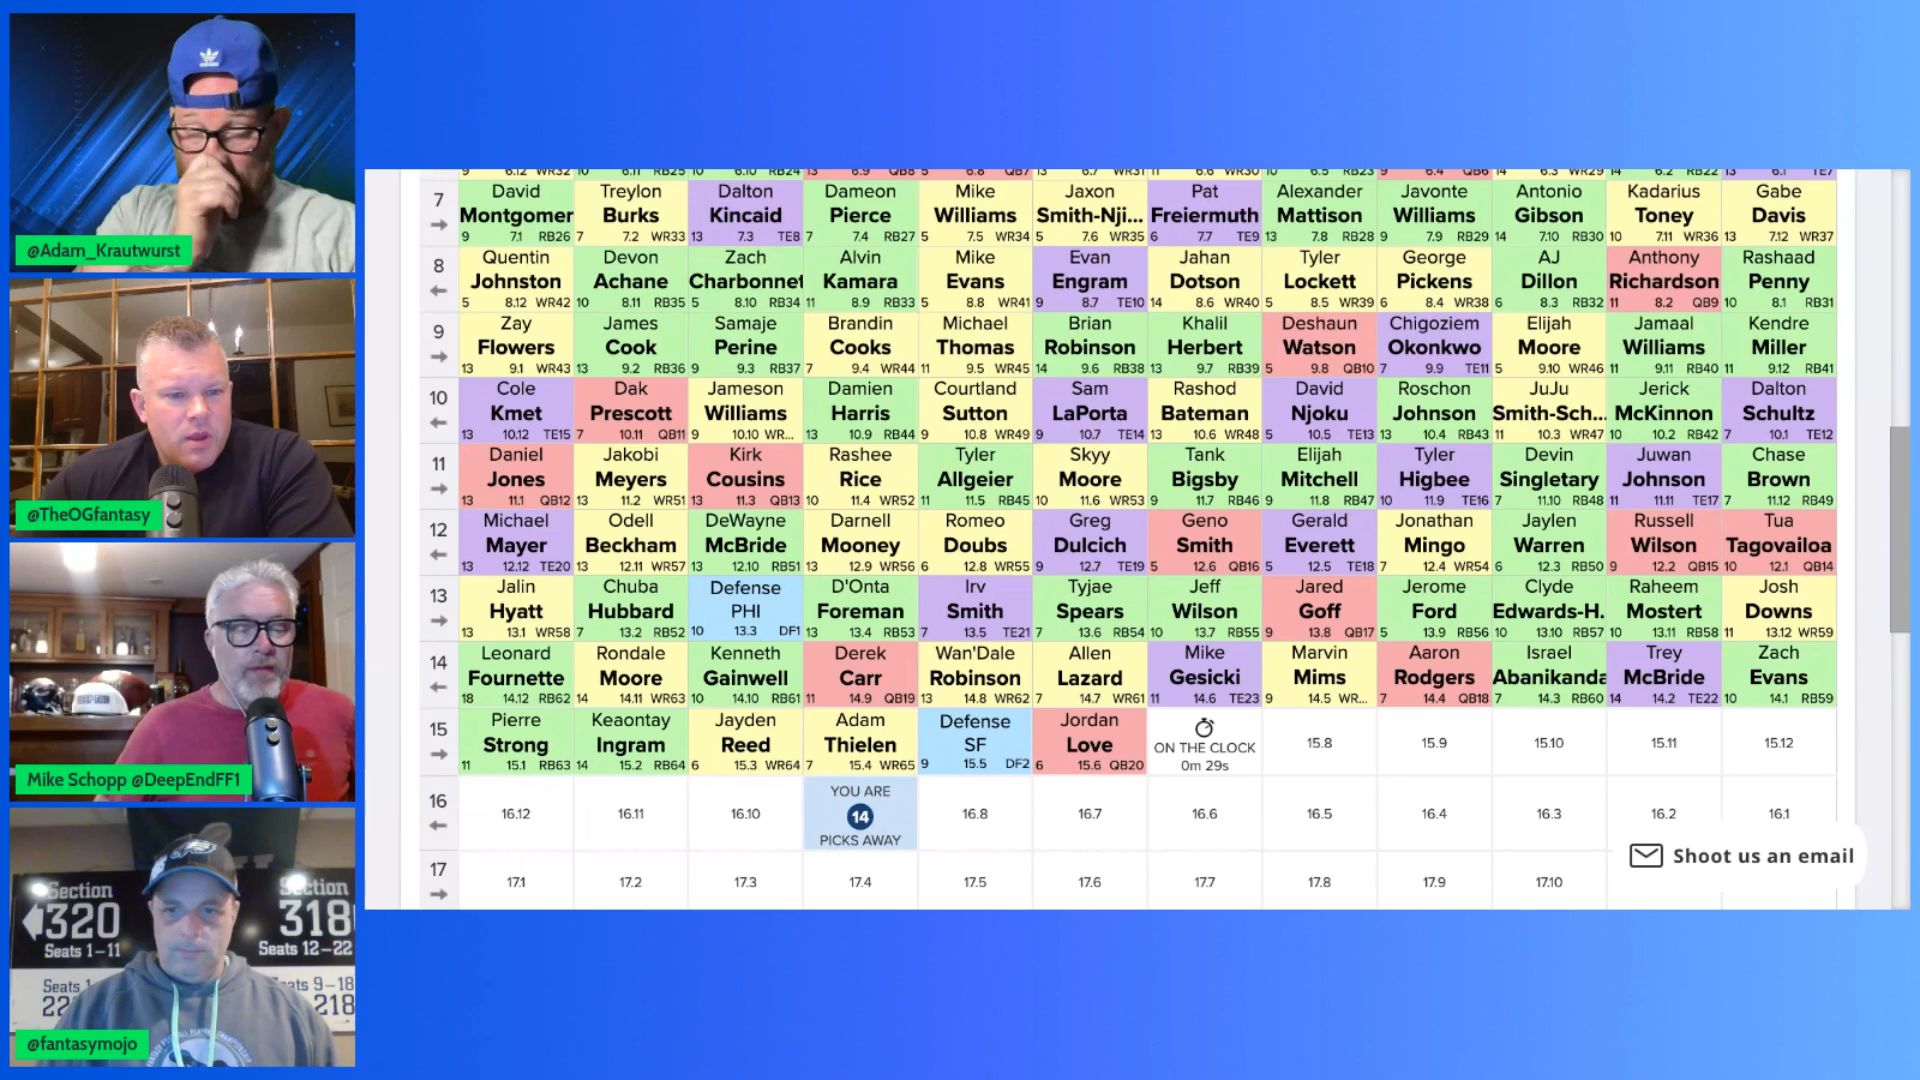 @Adam_Krautwurst
@TheOGfantasy
Mike Schopp @DeepEndFF1
Section
320
Seats 1-11
Section
318
Seats 12-22
Seats 9-18
218
@fantasymojo
7
David Montgomer 9 7.1 RB26
Treylon Burks 7 7.2 WR33
Dalton Kincaid 13 7.3 TE8
Dameon Pierce 7 7.4 RB27
Mike Williams 5 7.5 WR34
Jaxon Smith-Nji... 5 7.6 WR35
Pat Freiermuth 6 7.7 TE9
Alexander Mattison 13 7.8 RB28
Javonte Williams 9 7.9 RB29
Antonio Gibson 14 7.10 RB30
Kadarius Toney 10 7.11 WR36
Gabe Davis 13 7.12 WR37
8
Quentin Johnston 5 8.12 WR42
Devon Achane 10 8.11 RB35
Zach Charbonnet 5 8.10 RB34
Alvin Kamara 11 8.9 RB33
Mike Evans 5 8.8 WR41
Evan Engram 9 8.7 TE10
Jahan Dotson 14 8.6 WR40
Tyler Lockett 5 8.5 WR39
George Pickens 6 8.4 WR38
AJ Dillon 6 8.3 RB32
Anthony Richardson 11 8.2 QB9
Rashaad Penny 10 8.1 RB31
9
Zay Flowers 13 9.1 WR43
James Cook 13 9.2 RB36
Samaje Perine 9 9.3 RB37
Brandin Cooks 7 9.4 WR44
Michael Thomas 11 9.5 WR45
Brian Robinson 14 9.6 RB38
Khalil Herbert 13 9.7 RB39
Deshaun Watson 5 9.8 QB10
Chigoziem Okonkwo 7 9.9 TE11
Elijah Moore 5 9.10 WR46
Jamaal Williams 11 9.11 RB40
Kendre Miller 11 9.12 RB41
10
Cole Kmet 13 10.12 TE15
Dak Prescott 7 10.11 QB11
Jameson Williams 9 10.10 WR...
Damien Harris 13 10.9 RB44
Courtland Sutton 9 10.8 WR49
Sam LaPorta 9 10.7 TE14
Rashod Bateman 13 10.6 WR48
David Njoku 5 10.5 TE13
Roschon Johnson 13 10.4 RB43
JuJu Smith-Sch... 11 10.3 WR47
Jerick McKinnon 10 10.2 RB42
Dalton Schultz 7 10.1 TE12
11
Daniel Jones 13 11.1 QB12
Jakobi Meyers 13 11.2 WR51
Kirk Cousins 13 11.3 QB13
Rashee Rice 10 11.4 WR52
Tyler Allgeier 11 11.5 RB45
Skyy Moore 10 11.6 WR53
Tank Bigsby 9 11.7 RB46
Elijah Mitchell 9 11.8 RB47
Tyler Higbee 10 11.9 TE16
Devin Singletary 7 11.10 RB48
Juwan Johnson 11 11.11 TE17
Chase Brown 7 11.12 RB49
12
Michael Mayer 13 12.12 TE20
Odell Beckham 13 12.11 WR57
DeWayne McBride 13 12.10 RB51
Darnell Mooney 13 12.9 WR56
Romeo Doubs 6 12.8 WR55
Greg Dulcich 9 12.7 TE19
Geno Smith 5 12.6 QB16
Gerald Everett 5 12.5 TE18
Jonathan Mingo 7 12.4 WR54
Jaylen Warren 6 12.3 RB50
Russell Wilson 9 12.2 QB15
Tua Tagovailoa 10 12.1 QB14
13
Jalin Hyatt 13 13.1 WR58
Chuba Hubbard 7 13.2 RB52
Defense PHI 10 13.3 DF1
D'Onta Foreman 13 13.4 RB53
Irv Smith 7 13.5 TE21
Tyjae Spears 7 13.6 RB54
Jeff Wilson 10 13.7 RB55
Jared Goff 9 13.8 QB17
Jerome Ford 5 13.9 RB56
Clyde Edwards-H. 10 13.10 RB57
Raheem Mostert 10 13.11 RB58
Josh Downs 11 13.12 WR59
14
Leonard Fournette 18 14.12 RB62
Rondale Moore 14 14.11 WR63
Kenneth Gainwell 10 14.10 RB61
Derek Carr 11 14.9 QB19
Wan'Dale Robinson 13 14.8 WR62
Allen Lazard 7 14.7 WR61
Mike Gesicki 11 14.6 TE23
Marvin Mims 9 14.5 WR...
Aaron Rodgers 7 14.4 QB18
Israel Abanikanda 7 14.3 RB60
Trey McBride 14 14.2 TE22
Zach Evans 10 14.1 RB59
15
Pierre Strong 11 15.1 RB63
Keaontay Ingram 14 15.2 RB64
Jayden Reed 6 15.3 WR64
Adam Thielen 7 15.4 WR65
Defense SF 9 15.5 DF2
Jordan Love 6 15.6 QB20
ON THE CLOCK
0m 29s
15.8 15.9 15.10 15.11 15.12
16
16.12 16.11 16.10
YOU ARE
14
PICKS AWAY
16.8 16.7 16.6 16.5 16.4 16.3 16.2 16.1
17
17.1 17.2 17.3 17.4 17.5 17.6 17.7 17.8 17.9 17.10
Shoot us an email